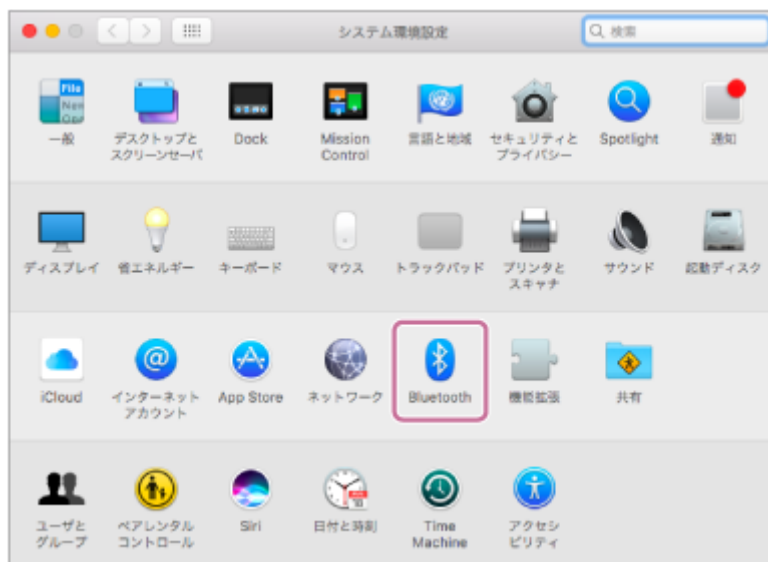 システム環境設定
検索
File
New
Ope
一般
デスクトップと
スクリーンセーバ
Dock
Mission
Control
言語と地域
セキュリティと
プライバシー
Spotlight
通知
ディスプレイ
省エネルギー
キーボード
マウス
トラックパッド
プリンタと
スキャナ
サウンド
起動ディスク
iCloud
インターネット
アカウント
App Store
ネットワーク
Bluetooth
機能拡張
共有
ユーザと
グループ
ペアレンタル
コントロール
Siri
日付と時刻
Time
Machine
アクセシ
ビリティ